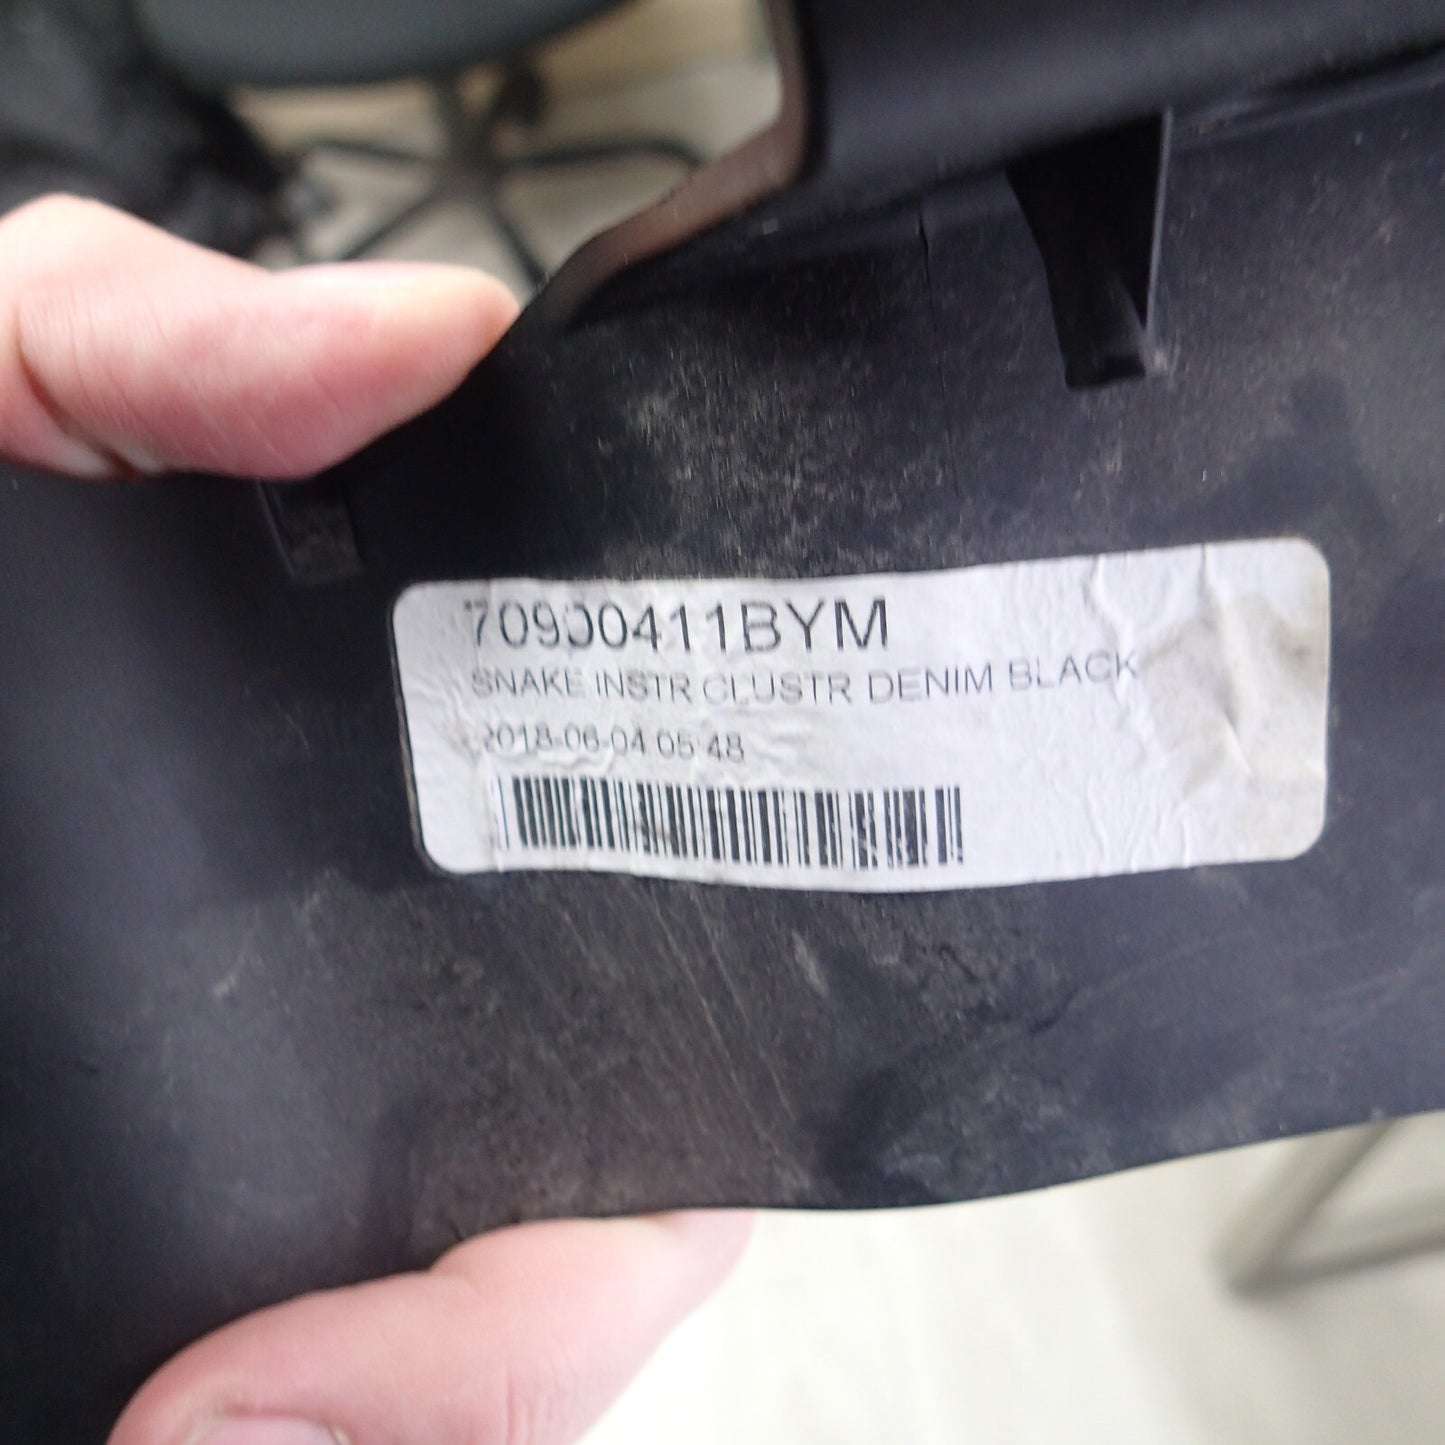 70900411BYM
SNAKE INSTR CLUSTR DENIM BLACK
2018-06-04 05:48